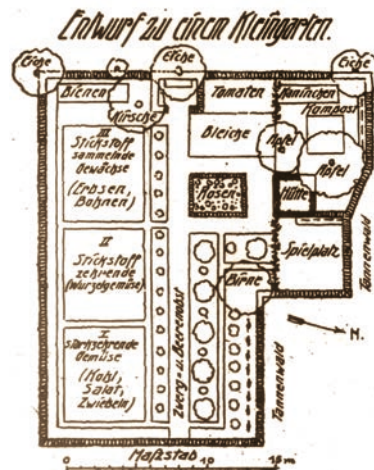 Entwurf zu einem Kleingarten.
Eiche
Eiche
Eiche
Bienen
Kirsche
Tomaten
Kaninchen
Kompost
Bleiche
Apfel
Apfel
III
Stickstoff
sammelnde
Gewächse
(Erbsen,
Bohnen)
Rosen
Hütte
Spielplatz
Tannenwald
II
Stickstoff
zehrende
(Wurzelgemüse)
Birne
N.
I
Starkzehrende
Gemüse
(Kohl,
Salat,
Zwiebeln)
Zwerg- u. Beerenobst
Tannenwald
Maßstab
0 10 15 m